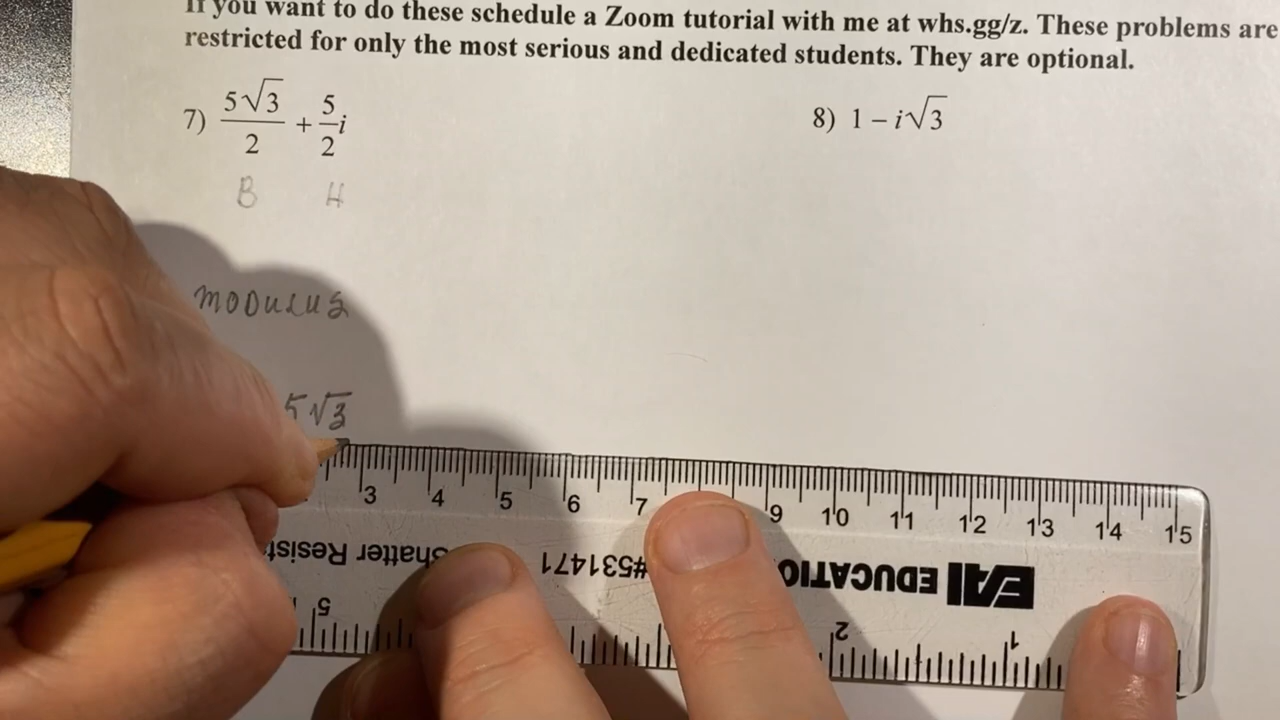 If you want to do these schedule a Zoom tutorial with me at whs.gg/z. These problems are
restricted for only the most serious and dedicated students. They are optional.
7) 5√3/2 + 5/2 i
8) 1 – i√3
B H
MODULUS
5√3
3 4 5 6 7 9 10 11 12 13 14 15
EAI EDUCATIO
#531471
Shatter Resist
5 2 1